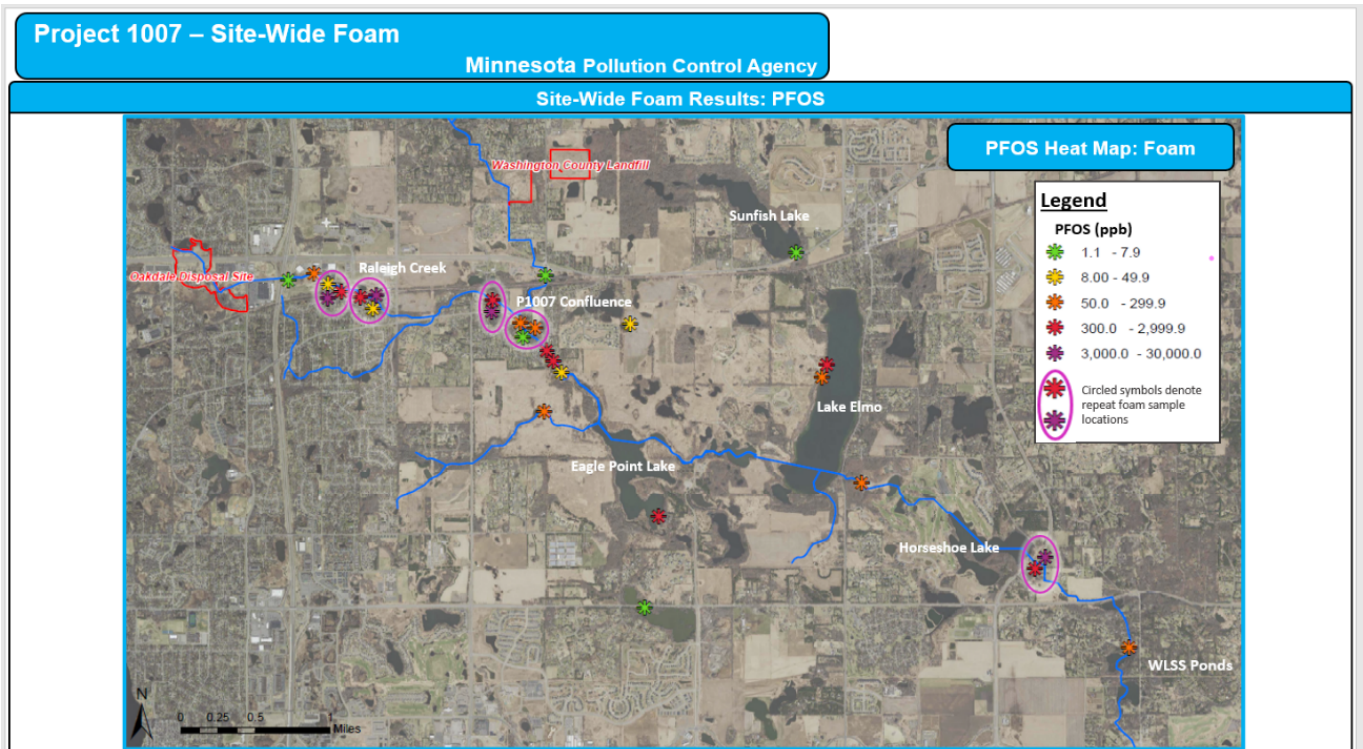 Project 1007 – Site-Wide Foam
Minnesota Pollution Control Agency
Site-Wide Foam Results: PFOS
PFOS Heat Map: Foam
Washington County Landfill
Sunfish Lake
Oakdale Disposal Site
Raleigh Creek
P1007 Confluence
Lake Elmo
Eagle Point Lake
Horseshoe Lake
WLSS Ponds
Legend
PFOS (ppb)
1.1 - 7.9
8.00 - 49.9
50.0 - 299.9
300.0 - 2,999.9
3,000.0 - 30,000.0
Circled symbols denote
repeat foam sample
locations
N
0 0.25 0.5 1
Miles